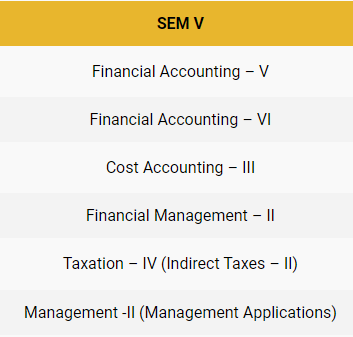 SEM V
Financial Accounting – V
Financial Accounting – VI
Cost Accounting – III
Financial Management – II
Taxation – IV (Indirect Taxes – II)
Management -II (Management Applications)